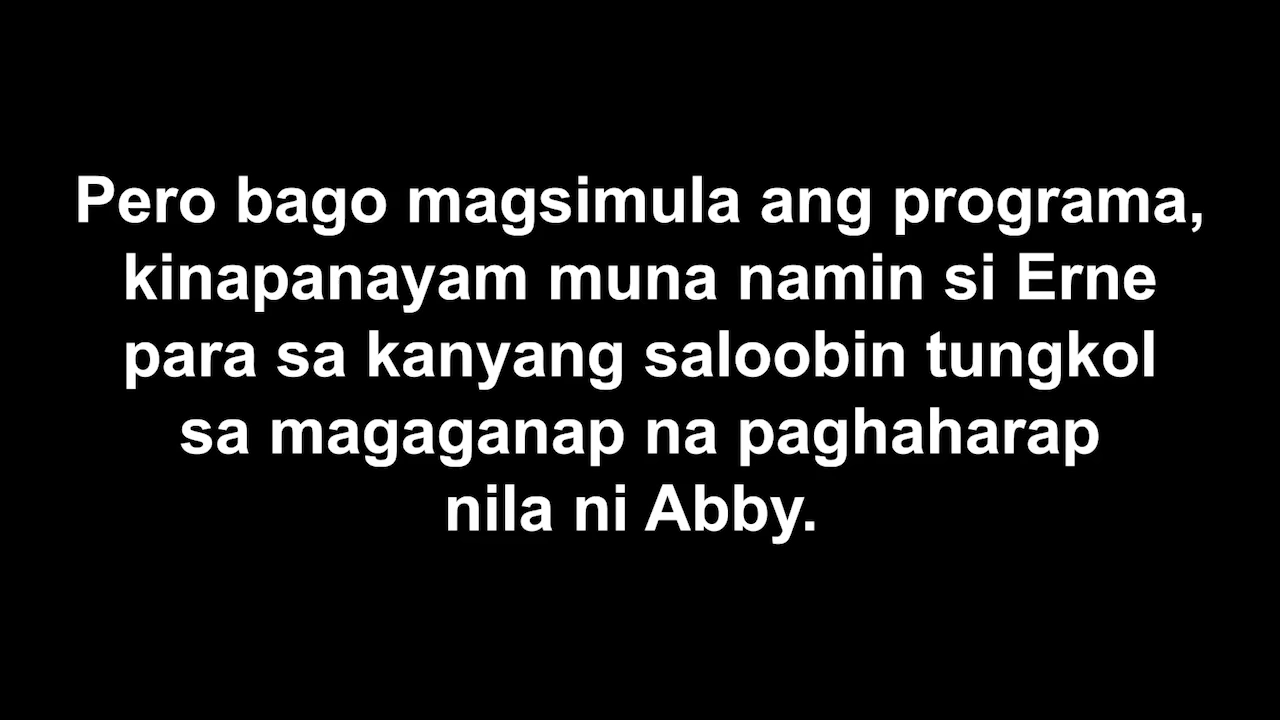 Pero bago magsimula ang programa,
kinapanayam muna namin si Erne
para sa kanyang saloobin tungkol
sa magaganap na paghaharap
nila ni Abby.